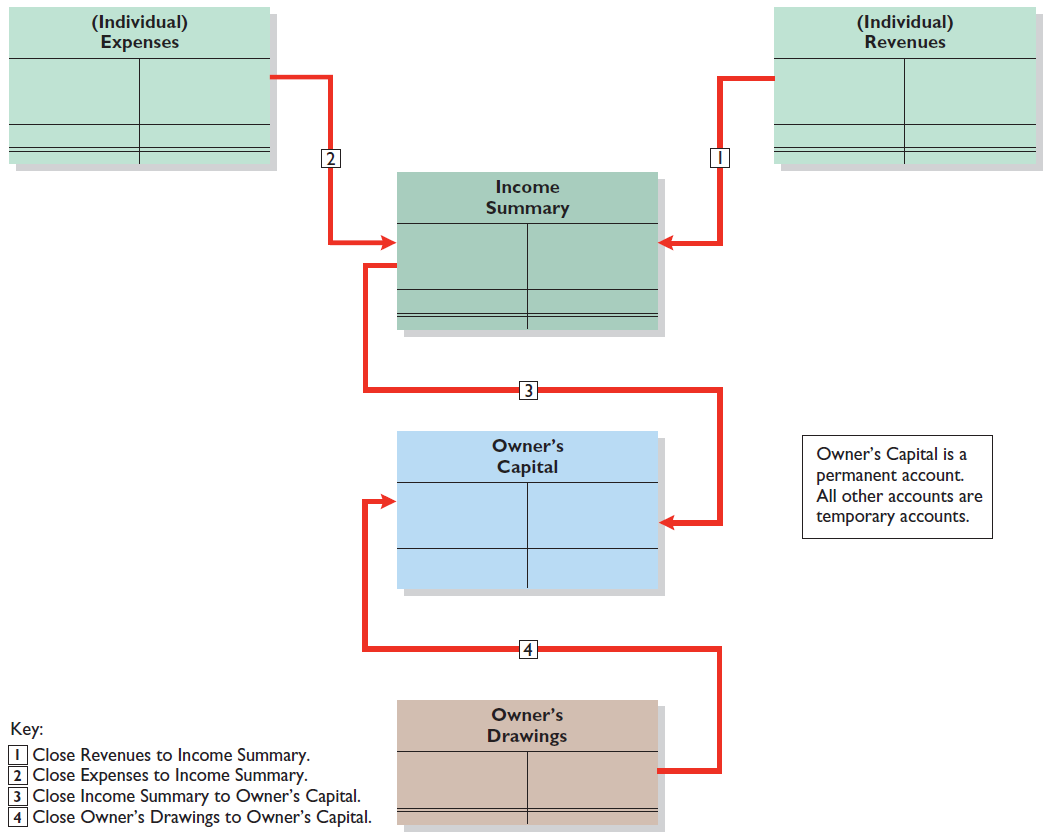 (Individual)
Expenses
(Individual)
Revenues
2
1
Income
Summary
3
Owner’s
Capital
Owner’s Capital is a
permanent account.
All other accounts are
temporary accounts.
4
Owner’s
Drawings
Key:
1 Close Revenues to Income Summary.
2 Close Expenses to Income Summary.
3 Close Income Summary to Owner’s Capital.
4 Close Owner’s Drawings to Owner’s Capital.